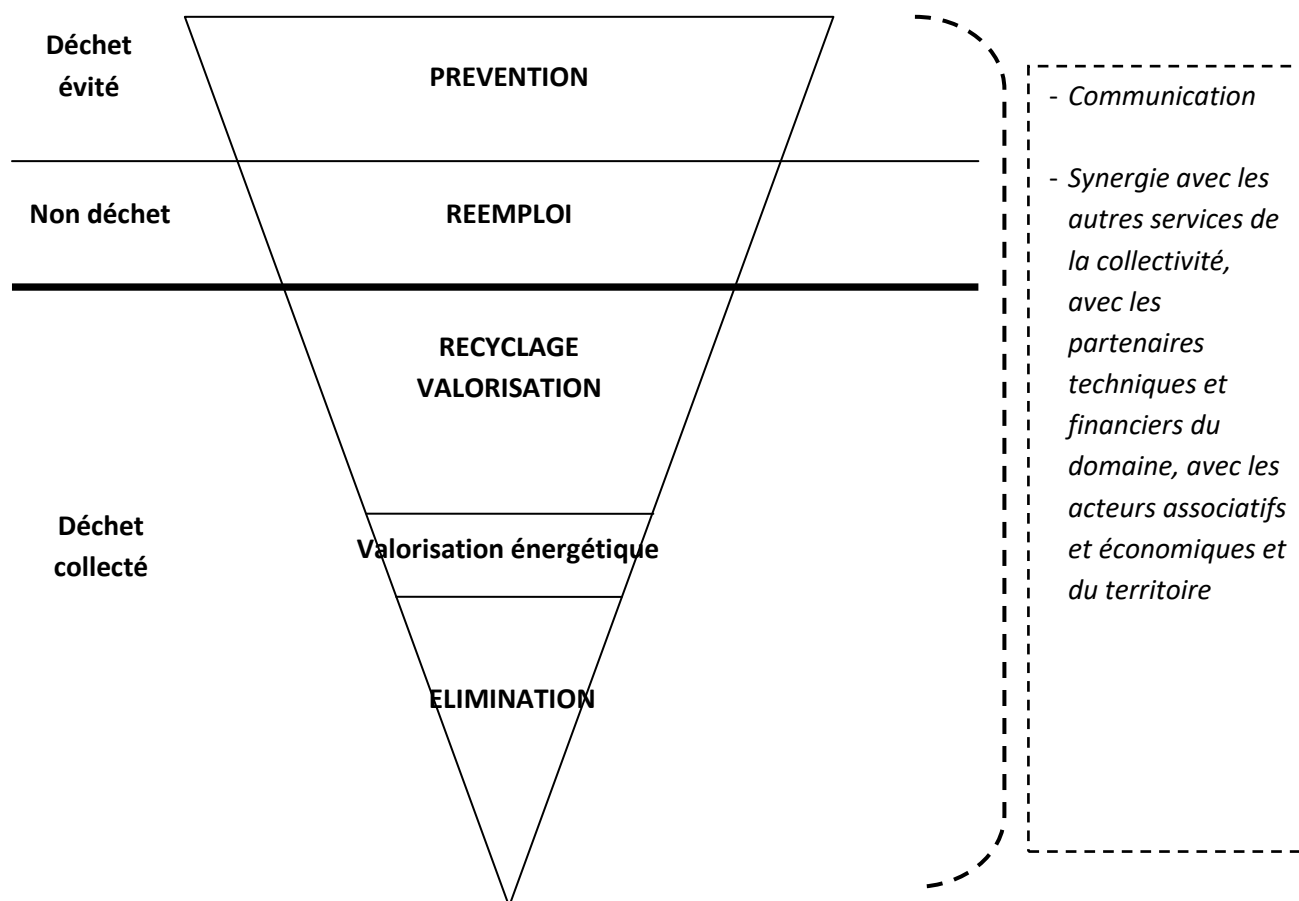 Déchet
évité
PREVENTION
Non déchet
REEMPLOI
RECYCLAGE
VALORISATION
Déchet
collecté
Valorisation énergétique
ELIMINATION
- Communication
- Synergie avec les
autres services de
la collectivité,
avec les
partenaires
techniques et
financiers du
domaine, avec les
acteurs associatifs
et économiques et
du territoire